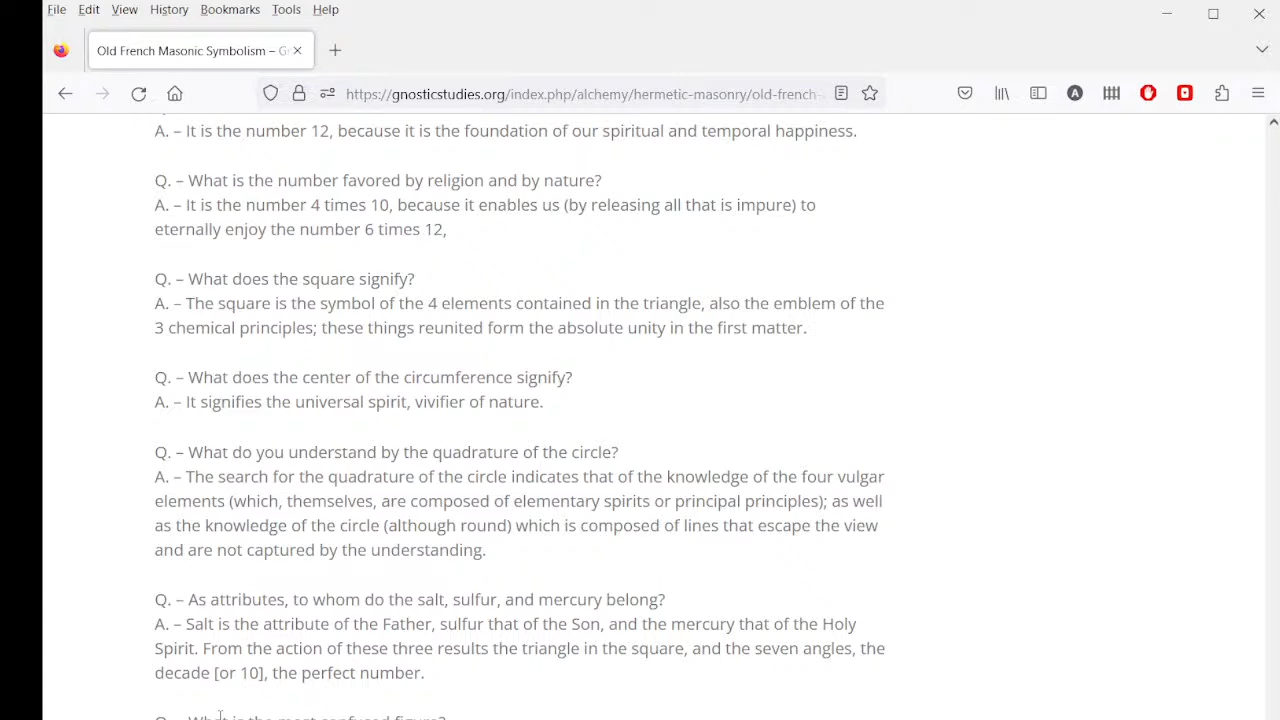 File Edit View History Bookmarks Tools Help
Old French Masonic Symbolism – G
https://gnosticstudies.org/index.php/alchemy/hermetic-masonry/old-french-
A. – It is the number 12, because it is the foundation of our spiritual and temporal happiness.
Q. – What is the number favored by religion and by nature?
A. – It is the number 4 times 10, because it enables us (by releasing all that is impure) to
eternally enjoy the number 6 times 12,
Q. – What does the square signify?
A. – The square is the symbol of the 4 elements contained in the triangle, also the emblem of the
3 chemical principles; these things reunited form the absolute unity in the first matter.
Q. – What does the center of the circumference signify?
A. – It signifies the universal spirit, vivifier of nature.
Q. – What do you understand by the quadrature of the circle?
A. – The search for the quadrature of the circle indicates that of the knowledge of the four vulgar
elements (which, themselves, are composed of elementary spirits or principal principles); as well
as the knowledge of the circle (although round) which is composed of lines that escape the view
and are not captured by the understanding.
Q. – As attributes, to whom do the salt, sulfur, and mercury belong?
A. – Salt is the attribute of the Father, sulfur that of the Son, and the mercury that of the Holy
Spirit. From the action of these three results the triangle in the square, and the seven angles, the
decade [or 10], the perfect number.
Q. – What is the most confused figure?